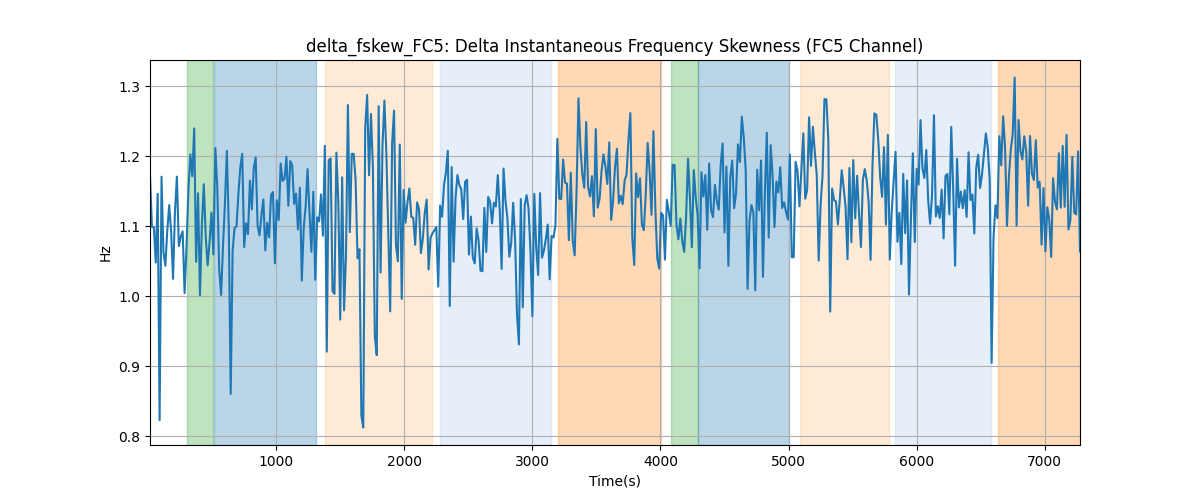 delta_fskew_FC5: Delta Instantaneous Frequency Skewness (FC5 Channel)
1.3
1.2
1.1
1.0
0.9
0.8
Hz
1000 2000 3000 4000 5000 6000 7000
Time(s)